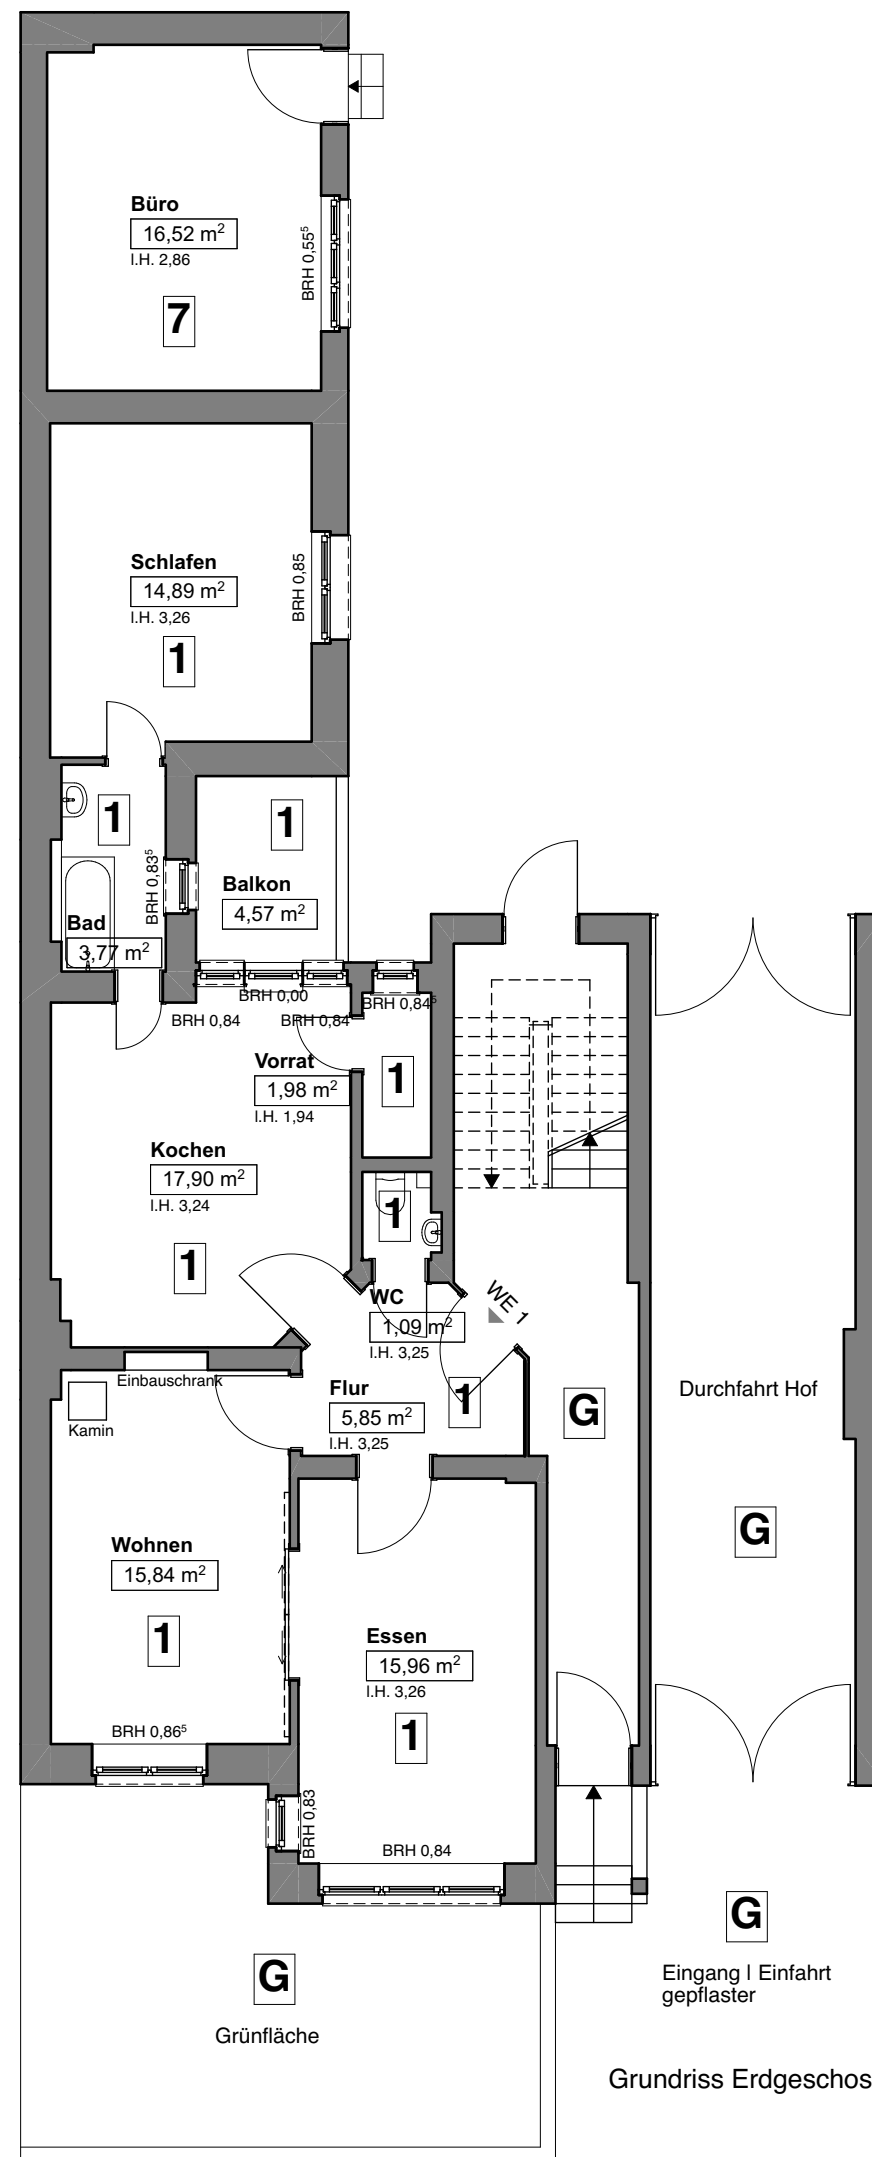 Büro
16,52 m²
l.H. 2,86
BRH 0,55⁵
7
Schlafen
14,89 m²
l.H. 3,26
BRH 0,85
1
1
1
BRH 0,83⁵
Balkon
4,57 m²
Bad
3,77 m²
BRH 0,00
BRH 0,84
BRH 0,84
BRH 0,84⁵
Vorrat
1,98 m²
l.H. 1,94
1
Kochen
17,90 m²
l.H. 3,24
1
1
WC
1,09 m²
l.H. 3,25
WE 1
Einbauschrank
Kamin
Flur
5,85 m²
l.H. 3,25
1
G
Durchfahrt Hof
G
Wohnen
15,84 m²
1
BRH 0,86⁵
Essen
15,96 m²
l.H. 3,26
1
BRH 0,83
BRH 0,84
G
Eingang l Einfahrt
gepflaster
G
Grünfläche
Grundriss Erdgeschos